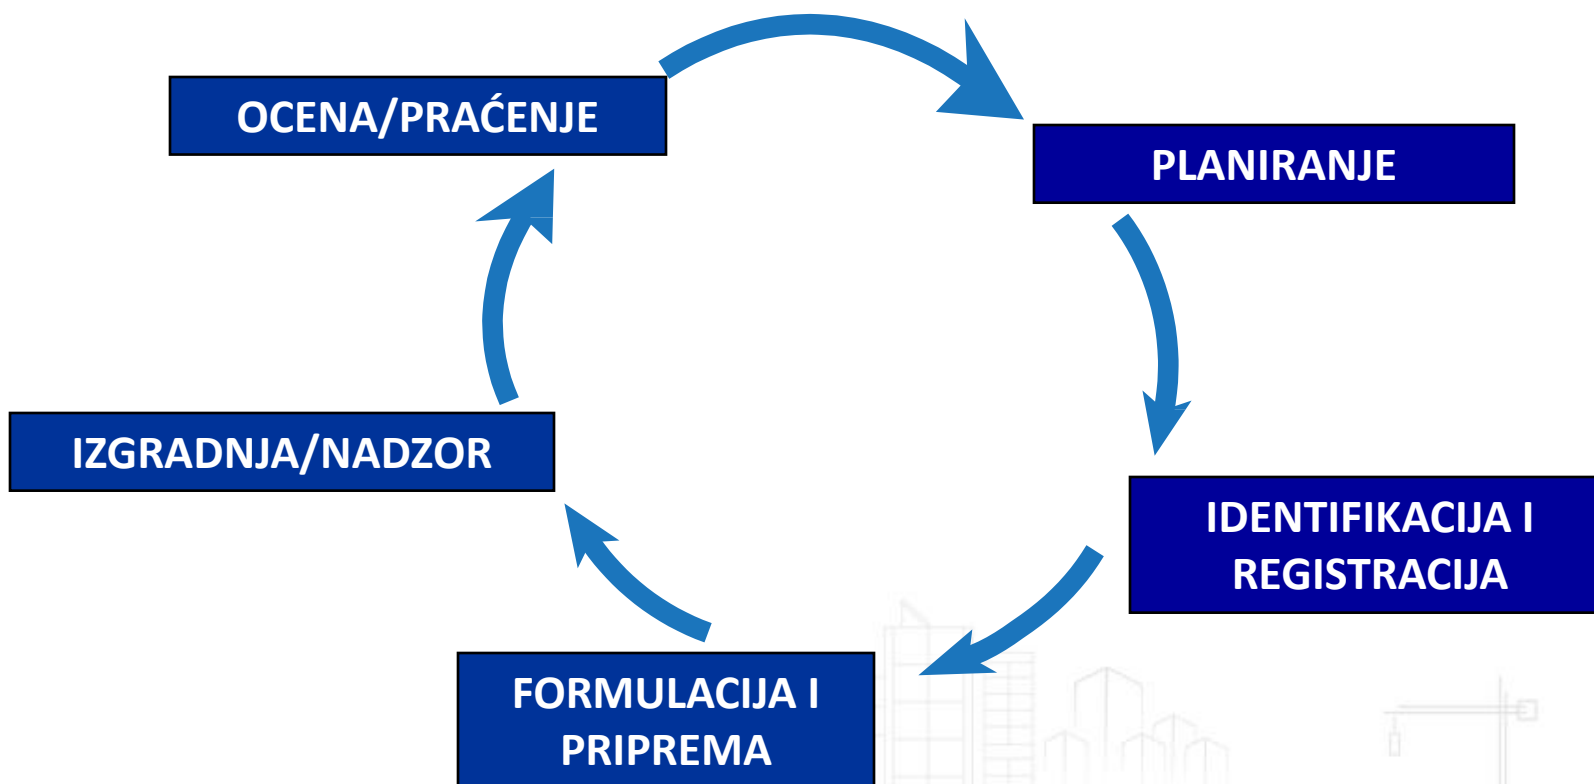 OCENA/PRAĆENJE
PLANIRANJE
IZGRADNJA/NADZOR
IDENTIFIKACIJA I
REGISTRACIJA
FORMULACIJA I
PRIPREMA